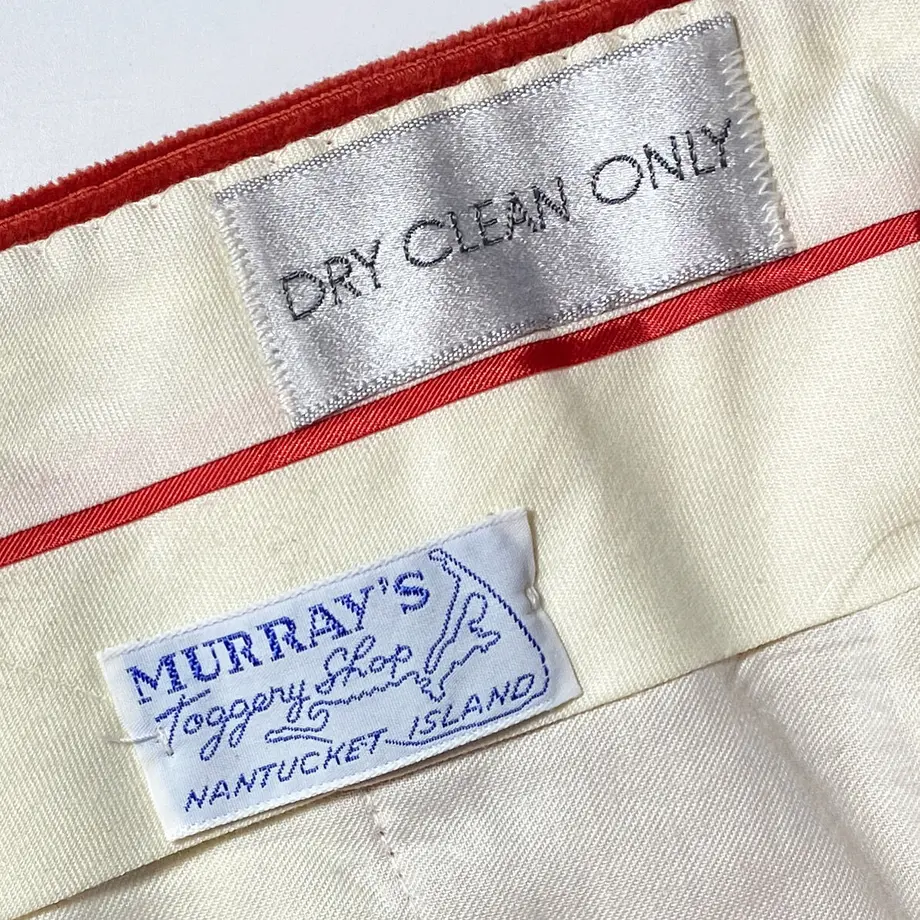 DRY CLEAN ONLY
MURRAY'S
Toggery Shop
NANTUCKET ISLAND